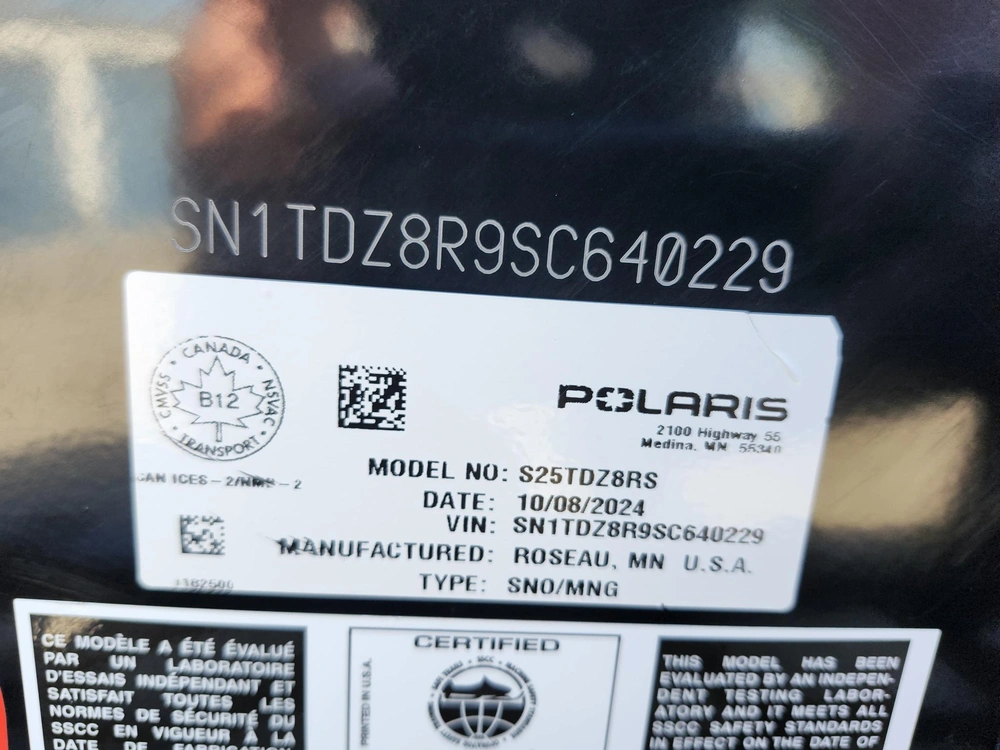 SN1TDZ8R9SC640229
CANADA
CMVSS
B12
NSVAC
TRANSPORT
POLARIS
2100 Highway 55
Medina, MN 55340
CAN ICES-2/NMB-2
MODEL NO: S25TDZ8RS
DATE: 10/08/2024
VIN: SN1TDZ8R9SC640229
MANUFACTURED: ROSEAU, MN U.S.A.
TYPE: SNO/MNG
CE MODÈLE A ÉTÉ ÉVALUÉ
PAR UN LABORATOIRE
D'ESSAIS INDÉPENDANT ET
SATISFAIT TOUTES LES
NORMES DE SÉCURITÉ DU
SSCC EN VIGUEUR À LA
DATE DE FABRICATION
PRINTED IN U.S.A.
CERTIFIED
THIS MODEL HAS BEEN
EVALUATED BY AN INDEPEN-
DENT TESTING LABOR-
ATORY AND IT MEETS ALL
SSCC SAFETY STANDARDS
IN EFFECT ON THE DATE OF